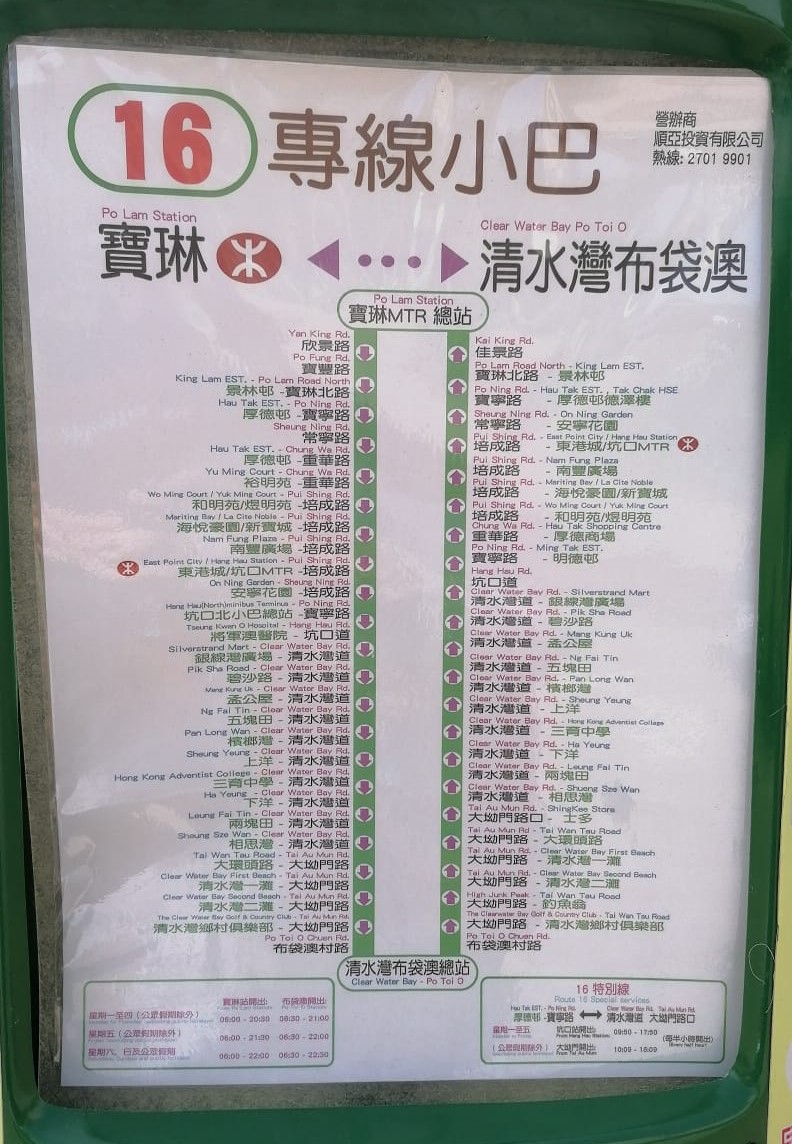 16
專線小巴
營辦商
順亞投資有限公司
熱線: 2701 9901
Po Lam Station
寶琳
Clear Water Bay Po Toi O
清水灣布袋澳
Po Lam Station
寶琳MTR 總站
Yan King Rd.
欣景路
Po Fung Rd.
寶豐路
King Lam EST. - Po Lam Road North
景林邨 - 寶琳北路
Hau Tak EST. - Po Ning Rd.
厚德邨 - 寶寧路
Sheung Ning Rd.
常寧路
Hau Tak EST. - Chung Wa Rd.
厚德邨 - 重華路
Yu Ming Court - Chung Wa Rd.
裕明苑 - 重華路
Wo Ming Court / Yuk Ming Court - Pui Shing Rd.
和明苑/煜明苑 - 培成路
Meriting Bay / La Cite Noble - Pui Shing Rd.
海悅豪園/新寶城 - 培成路
Nam Fung Plaza - Pui Shing Rd.
南豐廣場 - 培成路
East Point City / Hang Hau Station - Pui Shing Rd.
東港城/坑口MTR - 培成路
On Ning Garden - Sheung Ning Rd.
安寧花園 - 培成路
Hang Hau(North)minibus Terminus - Po Ning Rd.
坑口北小巴總站 - 寶寧路
Tseung Kwan O Hospital - Hang Hau Rd.
將軍澳醫院 - 坑口道
Silverstrand Mart - Clear Water Bay Rd.
銀線灣廣場 - 清水灣道
Pik Sha Road - Clear Water Bay Rd.
碧沙路 - 清水灣道
Mang Kung Uk - Clear Water Bay Rd.
孟公屋 - 清水灣道
Ng Fai Tin - Clear Water Bay Rd.
五塊田 - 清水灣道
Pan Long Wan - Clear Water Bay Rd.
檳榔灣 - 清水灣道
Sheung Yeung - Clear Water Bay Rd.
上洋 - 清水灣道
Hong Kong Adventist College - Clear Water Bay Rd.
三育中學 - 清水灣道
Ha Yeung - Clear Water Bay Rd.
下洋 - 清水灣道
Leung Fai Tin - Clear Water Bay Rd.
兩塊田 - 清水灣道
Sheung Sze Wan - Clear Water Bay Rd.
相思灣 - 清水灣道
Tai Wan Tau Road - Tai Au Mun Rd.
大環頭路 - 大坳門路
Clear Water Bay First Beach - Tai Au Mun Rd.
清水灣一灘 - 大坳門路
Clear Water Bay Second Beach - Tai Au Mun Rd.
清水灣二灘 - 大坳門路
The Clear Water Bay Golf & Country Club - Tai Au Mun Rd.
清水灣鄉村俱樂部 - 大坳門路
Po Toi O Chuen Rd.
布袋澳村路
Kai King Rd.
佳景路
Po Lam Road North - King Lam EST.
寶琳北路 - 景林邨
Po Ning Rd. - Hau Tak EST. , Tak Chak HSE
寶寧路 - 厚德邨德澤樓
Sheung Ning Rd. - On Ning Garden
常寧路 - 安寧花園
Pui Shing Rd. - East Point City / Hang Hau Station
培成路 - 東港城/坑口MTR
Pui Shing Rd. - Nam Fung Plaza
培成路 - 南豐廣場
Pui Shing Rd. - Meriting Bay / La Cite Noble
培成路 - 海悅豪園/新寶城
Pui Shing Rd. - Wo Ming Court / Yuk Ming Court
培成路 - 和明苑/煜明苑
Chung Wa Rd. - Hau Tak Shopping Centre
重華路 - 厚德商場
Po Ning Rd. - Ming Tak EST.
寶寧路 - 明德邨
Hang Hau Rd.
坑口道
Clear Water Bay Rd. - Silverstrand Mart
清水灣道 - 銀線灣廣場
Clear Water Bay Rd. - Pik Sha Road
清水灣道 - 碧沙路
Clear Water Bay Rd. - Mang Kung Uk
清水灣道 - 孟公屋
Clear Water Bay Rd. - Ng Fai Tin
清水灣道 - 五塊田
Clear Water Bay Rd. - Pan Long Wan
清水灣道 - 檳榔灣
Clear Water Bay Rd. - Sheung Yeung
清水灣道 - 上洋
Clear Water Bay Rd. - Hong Kong Adventist College
清水灣道 - 三育中學
Clear Water Bay Rd. - Ha Yeung
清水灣道 - 下洋
Clear Water Bay Rd. - Leung Fai Tin
清水灣道 - 兩塊田
Clear Water Bay Rd. - Shueng Sze Wan
清水灣道 - 相思灣
Tai Au Mun Rd. - ShingKee Store
大坳門路口 - 士多
Tai Au Mun Rd - Tai Wan Tau Road
大坳門路 - 大環頭路
Tai Au Mun Rd. - Clear Water Bay First Beach
大坳門路 - 清水灣一灘
Tai Au Mun Rd. - Clear Water Bay Second Beach
大坳門路 - 清水灣二灘
High Junk Peak - Tai Wan Tau Road
大坳門路 - 釣魚翁
The Clearwater Bay Golf & Country Club - Tai Wan Tau Road
大坳門路 - 清水灣鄉村俱樂部
Po Toi O Chuen Rd.
布袋澳村路
清水灣布袋澳總站
Clear Water Bay - Po Toi O
寶琳站開出: 布袋澳開出:
星期一至四 (公眾假期除外) 06:00 - 20:30 06:30 - 21:00
星期五 (公眾假期除外) 06:00 - 21:30 06:30 - 22:00
星期六, 日及公眾假期 06:00 - 22:00 06:30 - 22:30
16 特別線
Route 16 Special services
Hau Tak EST. - Po Ning Rd. Clear Water Bay Rd. Tai Au Mun Rd.
厚德邨 - 寶寧路 清水灣道 大坳門路口
星期一至五 坑口站開出: 09:50 - 17:50 (每半小時開出)
From Hang Hau Station: (Every half hour)
(公眾假期除外) 大坳門開出: 10:09 - 18:09
From Tai Au Mun: